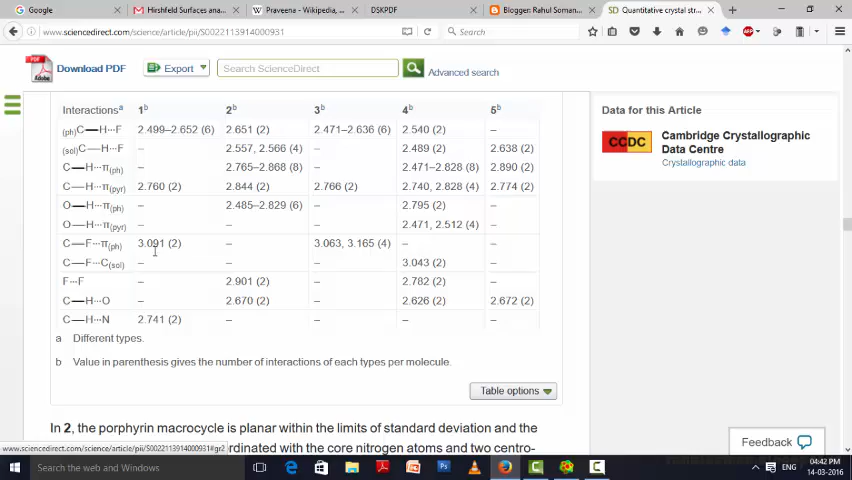 Google
Hirshfeld Surfaces ana...
Praveena - Wikipedia,...
DSKPDF
Blogger: Rahul Soman...
SD Quantitative crystal str...
www.sciencedirect.com/science/article/pii/S0022113914000931
Search
PDF
Adobe
Download PDF
Export
Search ScienceDirect
Advanced search
Interactionsa 1b 2b 3b 4b 5b
(ph)C—H···F 2.499–2.652 (6) 2.651 (2) 2.471–2.636 (6) 2.540 (2) –
(sol)C—H···F – 2.557, 2.566 (4) – 2.489 (2) 2.638 (2)
C—H···π(ph) – 2.765–2.868 (8) – 2.471–2.828 (8) 2.890 (2)
C—H···π(pyr) 2.760 (2) 2.844 (2) 2.766 (2) 2.740, 2.828 (4) 2.774 (2)
O—H···π(ph) – 2.485–2.829 (6) – 2.795 (2) –
O—H···π(pyr) – – – 2.471, 2.512 (4) –
C—F···π(ph) 3.091 (2) – 3.063, 3.165 (4) – –
C—F···C(sol) – – – 3.043 (2) –
F···F – 2.901 (2) – 2.782 (2) –
C—H···O – 2.670 (2) – 2.626 (2) 2.672 (2)
C—H···N 2.741 (2) – – – –
a Different types.
b Value in parenthesis gives the number of interactions of each types per molecule.
Table options
In 2, the porphyrin macrocycle is planar within the limits of standard deviation and the
rdinated with the core nitrogen atoms and two centro-
www.sciencedirect.com/science/article/pii/S0022113914000931#gr2
Data for this Article
CCDC
Cambridge Crystallographic
Data Centre
Crystallographic data
Feedback
Search the web and Windows
ENG
04:42 PM
14-03-2016